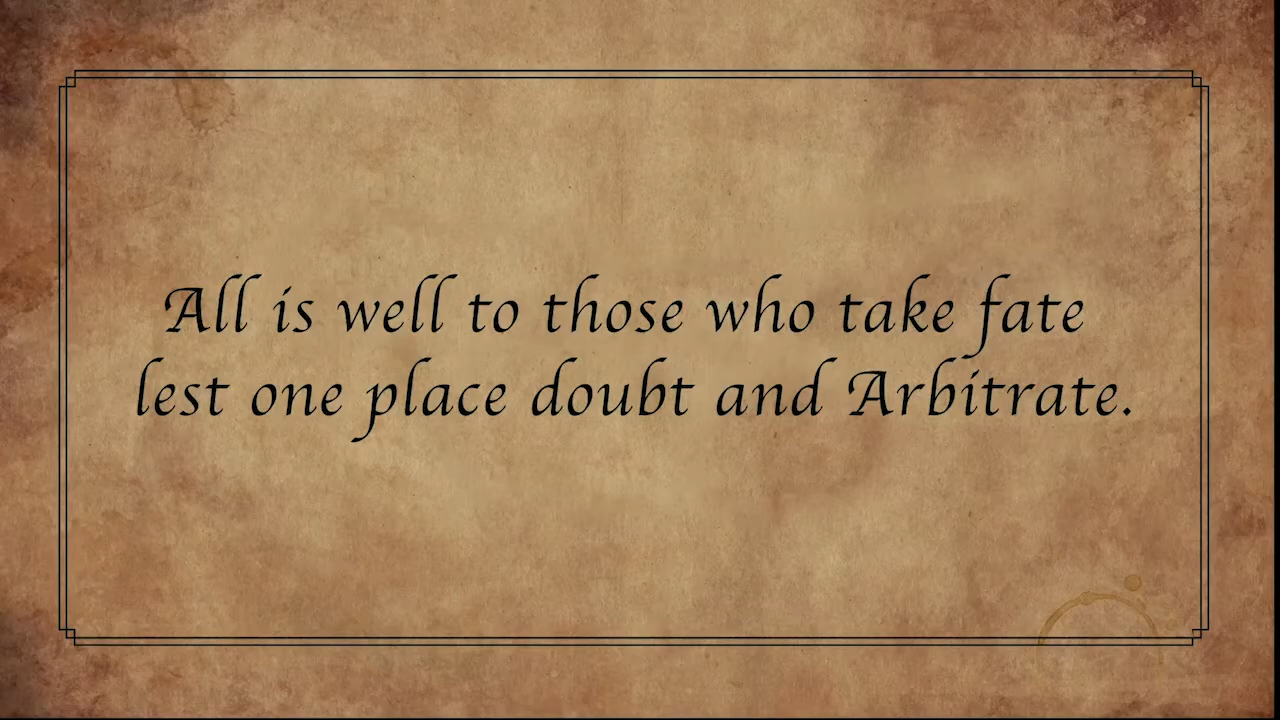 All is well to those who take fate
lest one place doubt and Arbitrate.